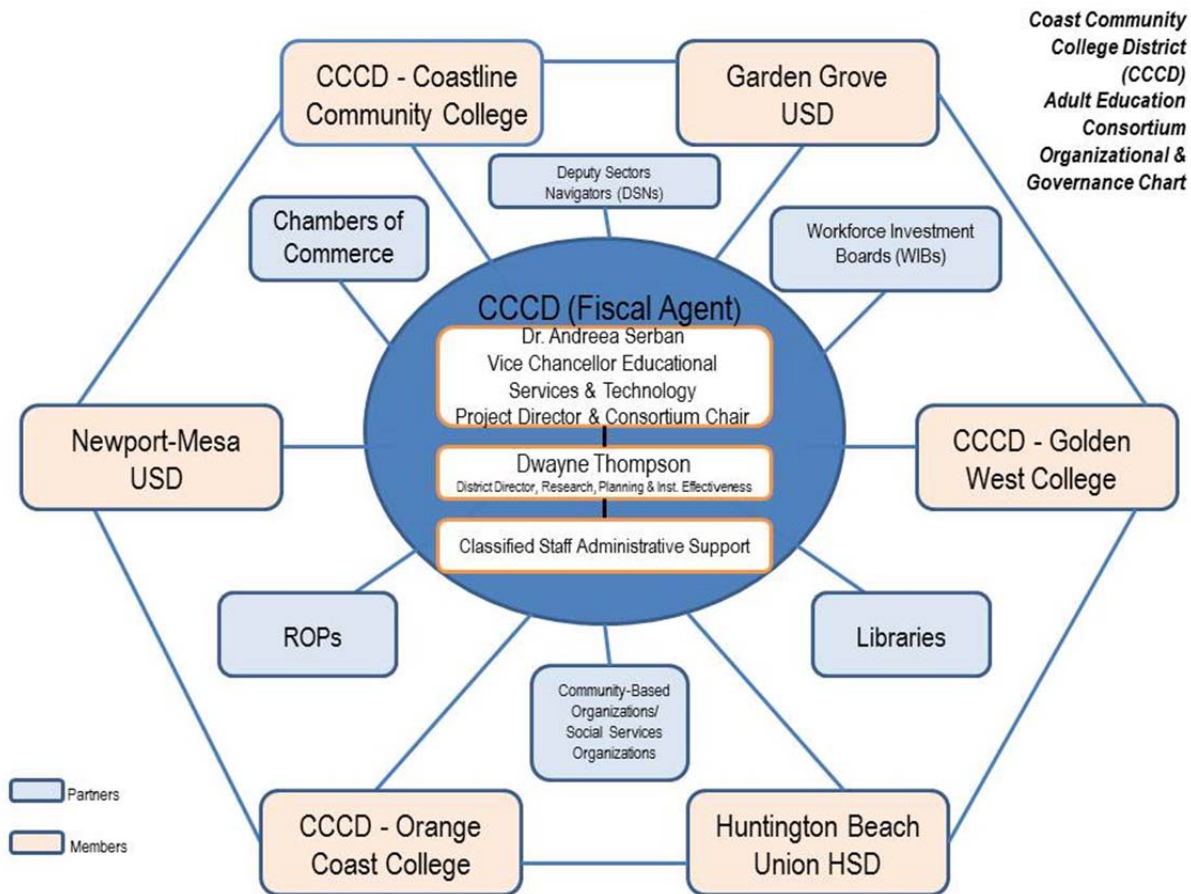 Coast Community
College District
(CCCD)
Adult Education
Consortium
Organizational &
Governance Chart
CCCD - Coastline
Community College
Garden Grove
USD
Deputy Sectors
Navigators (DSNs)
Chambers of
Commerce
Workforce Investment
Boards (WIBs)
CCCD (Fiscal Agent)
Dr. Andreea Serban
Vice Chancellor Educational
Services & Technology
Project Director & Consortium Chair
Newport-Mesa
USD
Dwayne Thompson
District Director, Research, Planning & Inst. Effectiveness
CCCD - Golden
West College
Classified Staff Administrative Support
ROPs
Libraries
Community-Based
Organizations/
Social Services
Organizations
Partners
Members
CCCD - Orange
Coast College
Huntington Beach
Union HSD